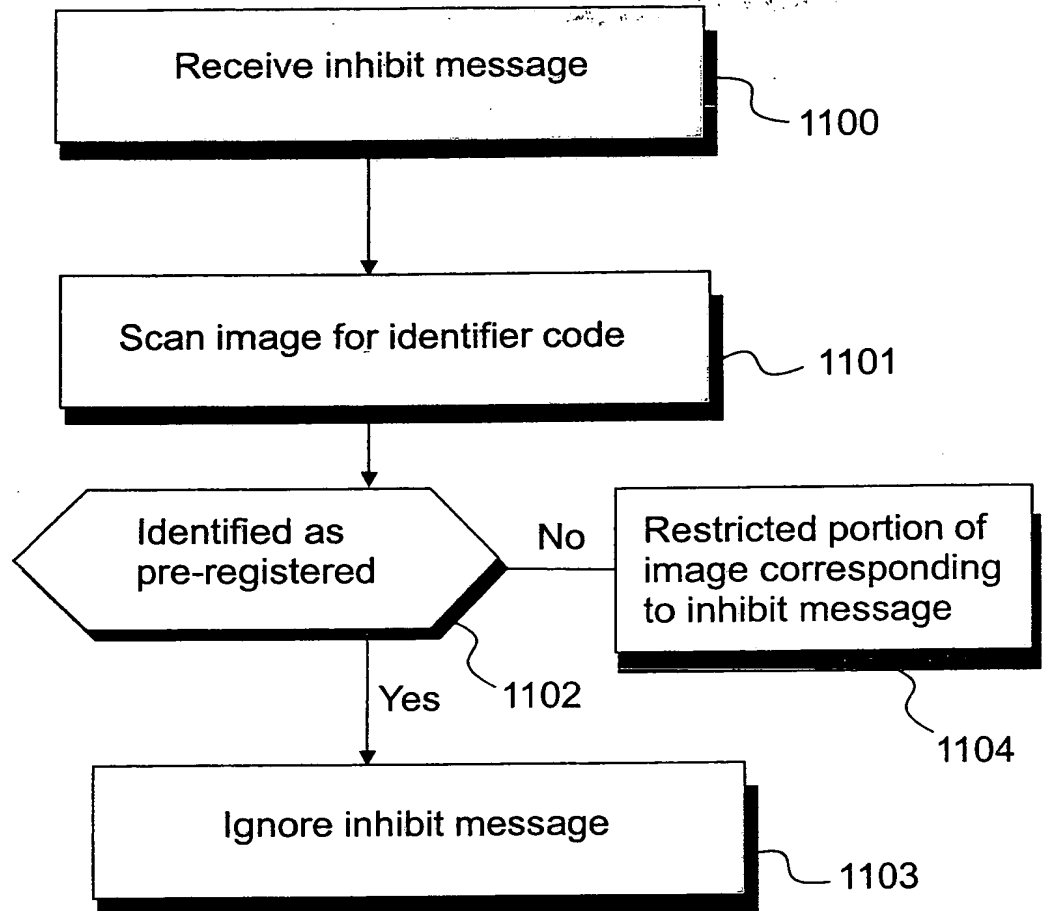 Receive inhibit message
1100
Scan image for identifier code
1101
Identified as
pre-registered
No
Restricted portion of
image corresponding
to inhibit message
1102
Yes
1104
Ignore inhibit message
1103